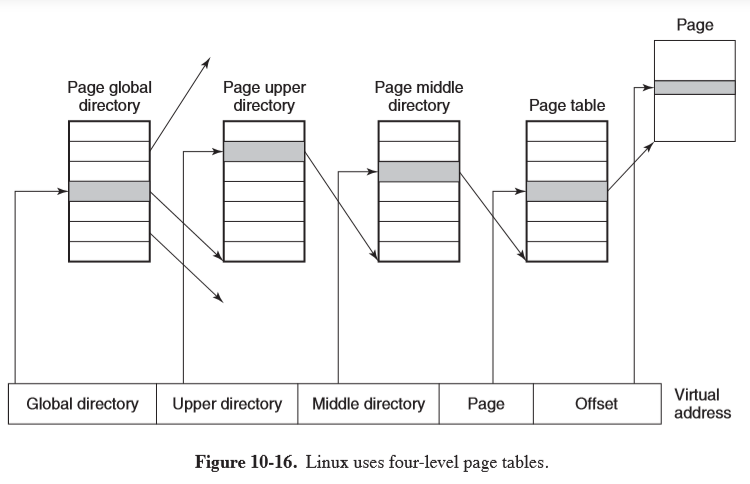 Page
Page global
directory
Page upper
directory
Page middle
directory
Page table
Global directory
Upper directory
Middle directory
Page
Offset
Virtual
address
Figure 10-16. Linux uses four-level page tables.